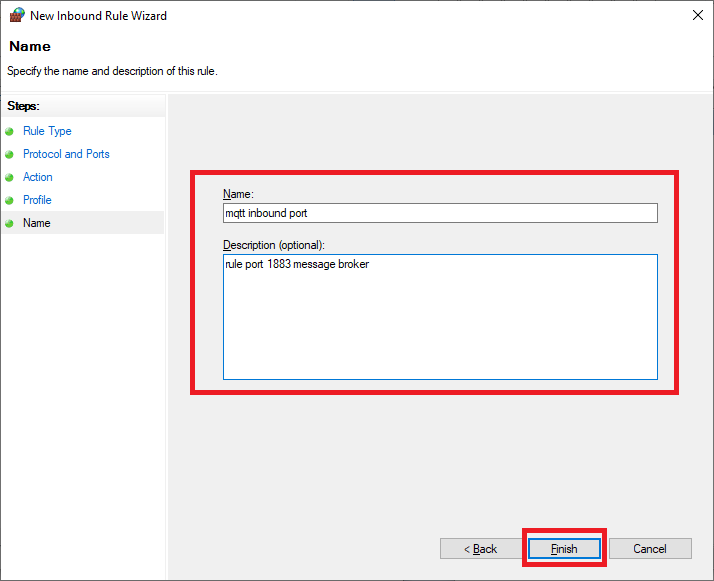 New Inbound Rule Wizard
Name
Specify the name and description of this rule.
Steps:
Rule Type
Protocol and Ports
Action
Profile
Name
Name:
mqtt inbound port
Description (optional):
rule port 1883 message broker
< Back
Finish
Cancel